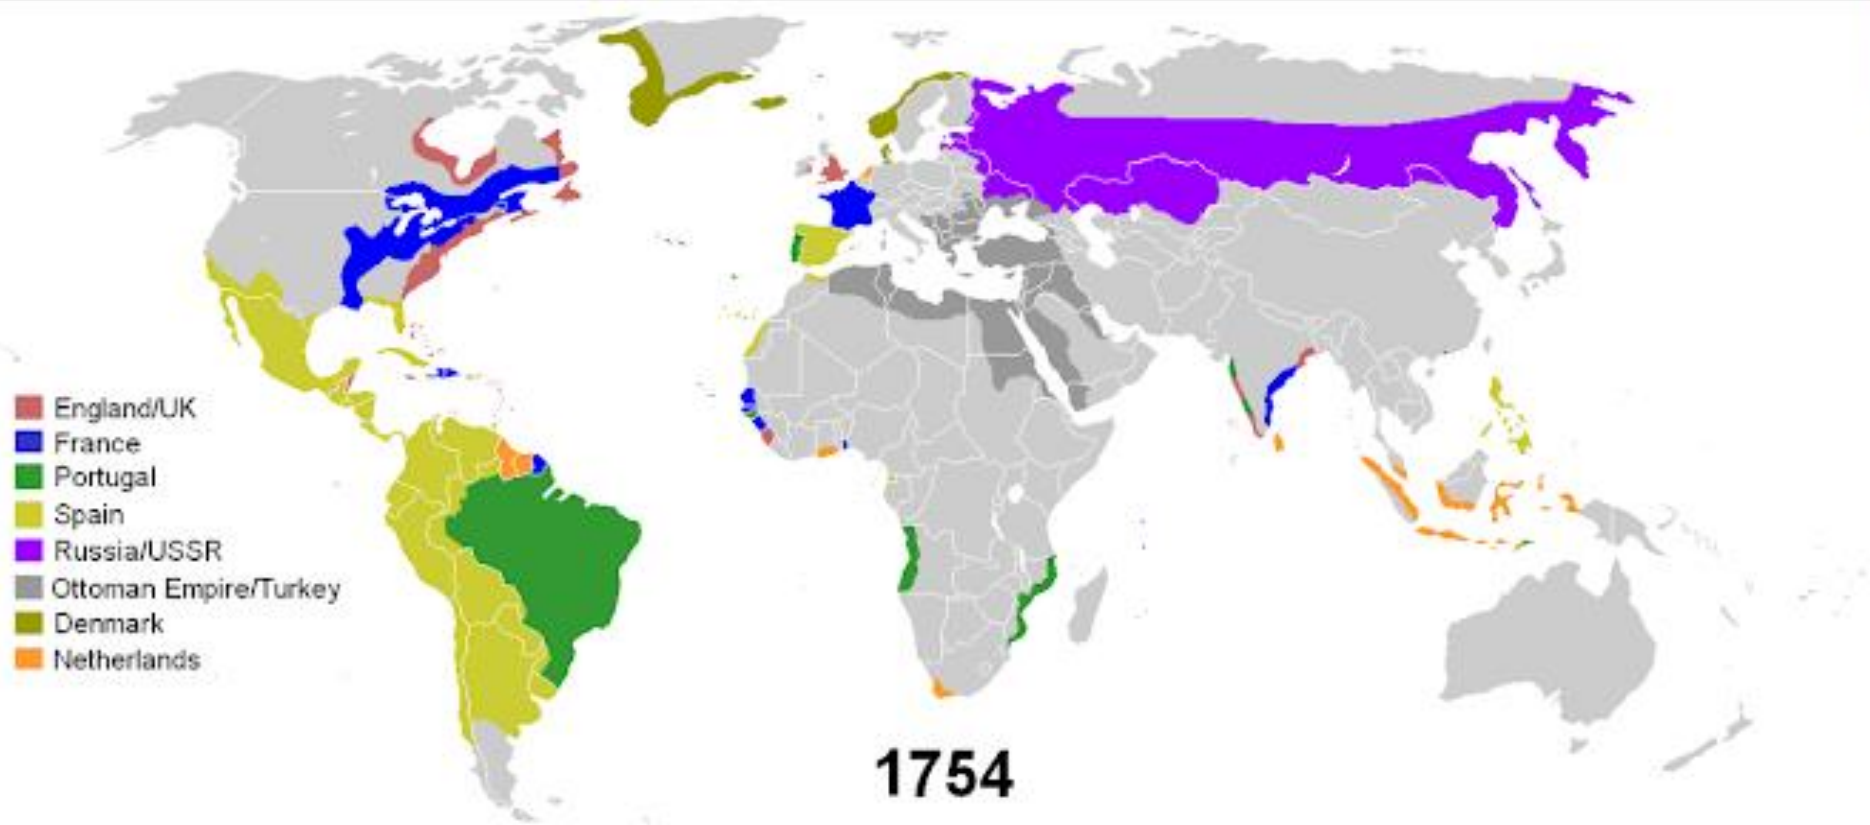 England/UK
France
Portugal
Spain
Russia/USSR
Ottoman Empire/Turkey
Denmark
Netherlands
1754